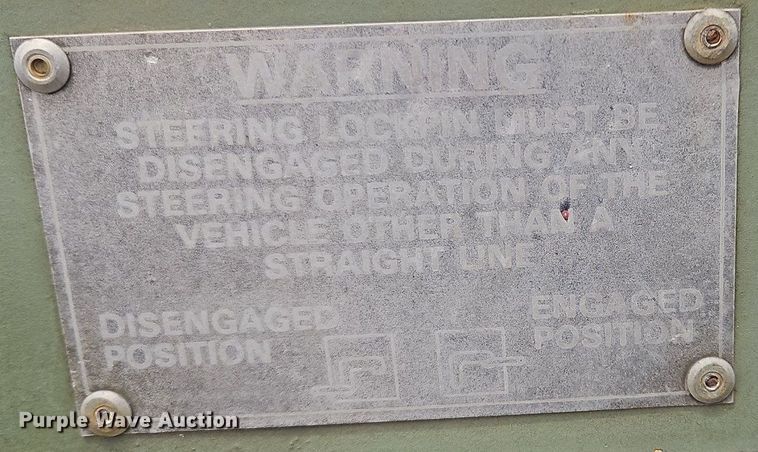 WARNING
STEERING LOCKPIN MUST BE
DISENGAGED DURING ANY
STEERING OPERATION OF THE
VEHICLE OTHER THAN A
STRAIGHT LINE
DISENGAGED
POSITION
ENGAGED
POSITION
Purple Wave Auction